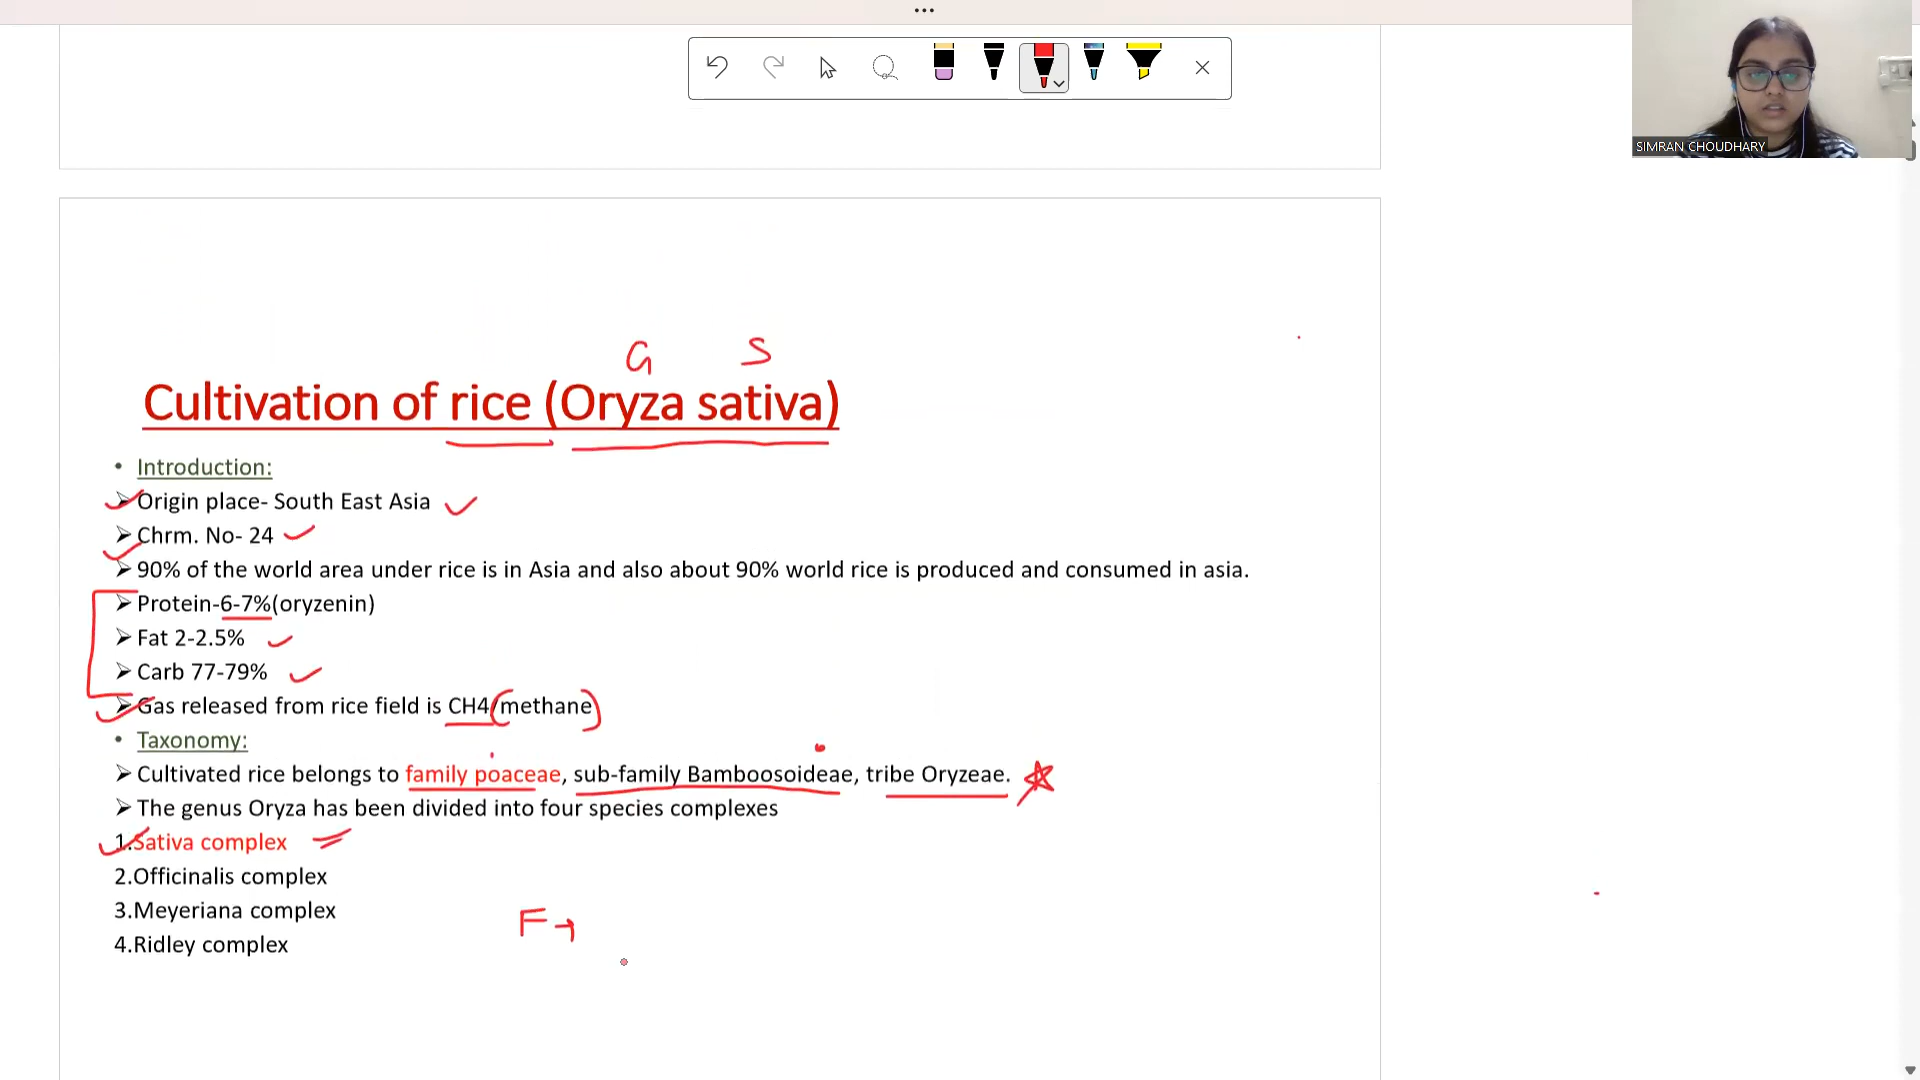 ...
SIMRAN CHOUDHARY
G S
Cultivation of rice (Oryza sativa)
• Introduction:
➤Origin place- South East Asia
➤Chrm. No- 24
➤90% of the world area under rice is in Asia and also about 90% world rice is produced and consumed in asia.
➤Protein-6-7%(oryzenin)
➤Fat 2-2.5%
➤Carb 77-79%
➤Gas released from rice field is CH4(methane)
• Taxonomy:
➤Cultivated rice belongs to family poaceae, sub-family Bamboosoideae, tribe Oryzeae.
➤The genus Oryza has been divided into four species complexes
1.Sativa complex
2.Officinalis complex
3.Meyeriana complex
4.Ridley complex
F→